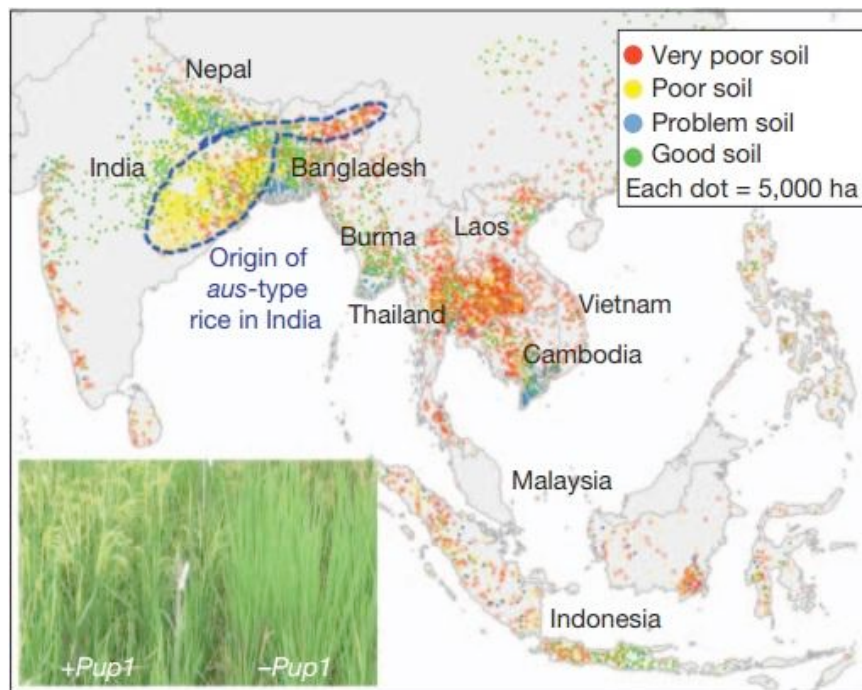 Nepal
Very poor soil
Poor soil
Problem soil
Good soil
Each dot = 5,000 ha
India
Bangladesh
Burma
Laos
Origin of
aus-type
rice in India
Thailand
Vietnam
Cambodia
Malaysia
Indonesia
+Pup1
–Pup1